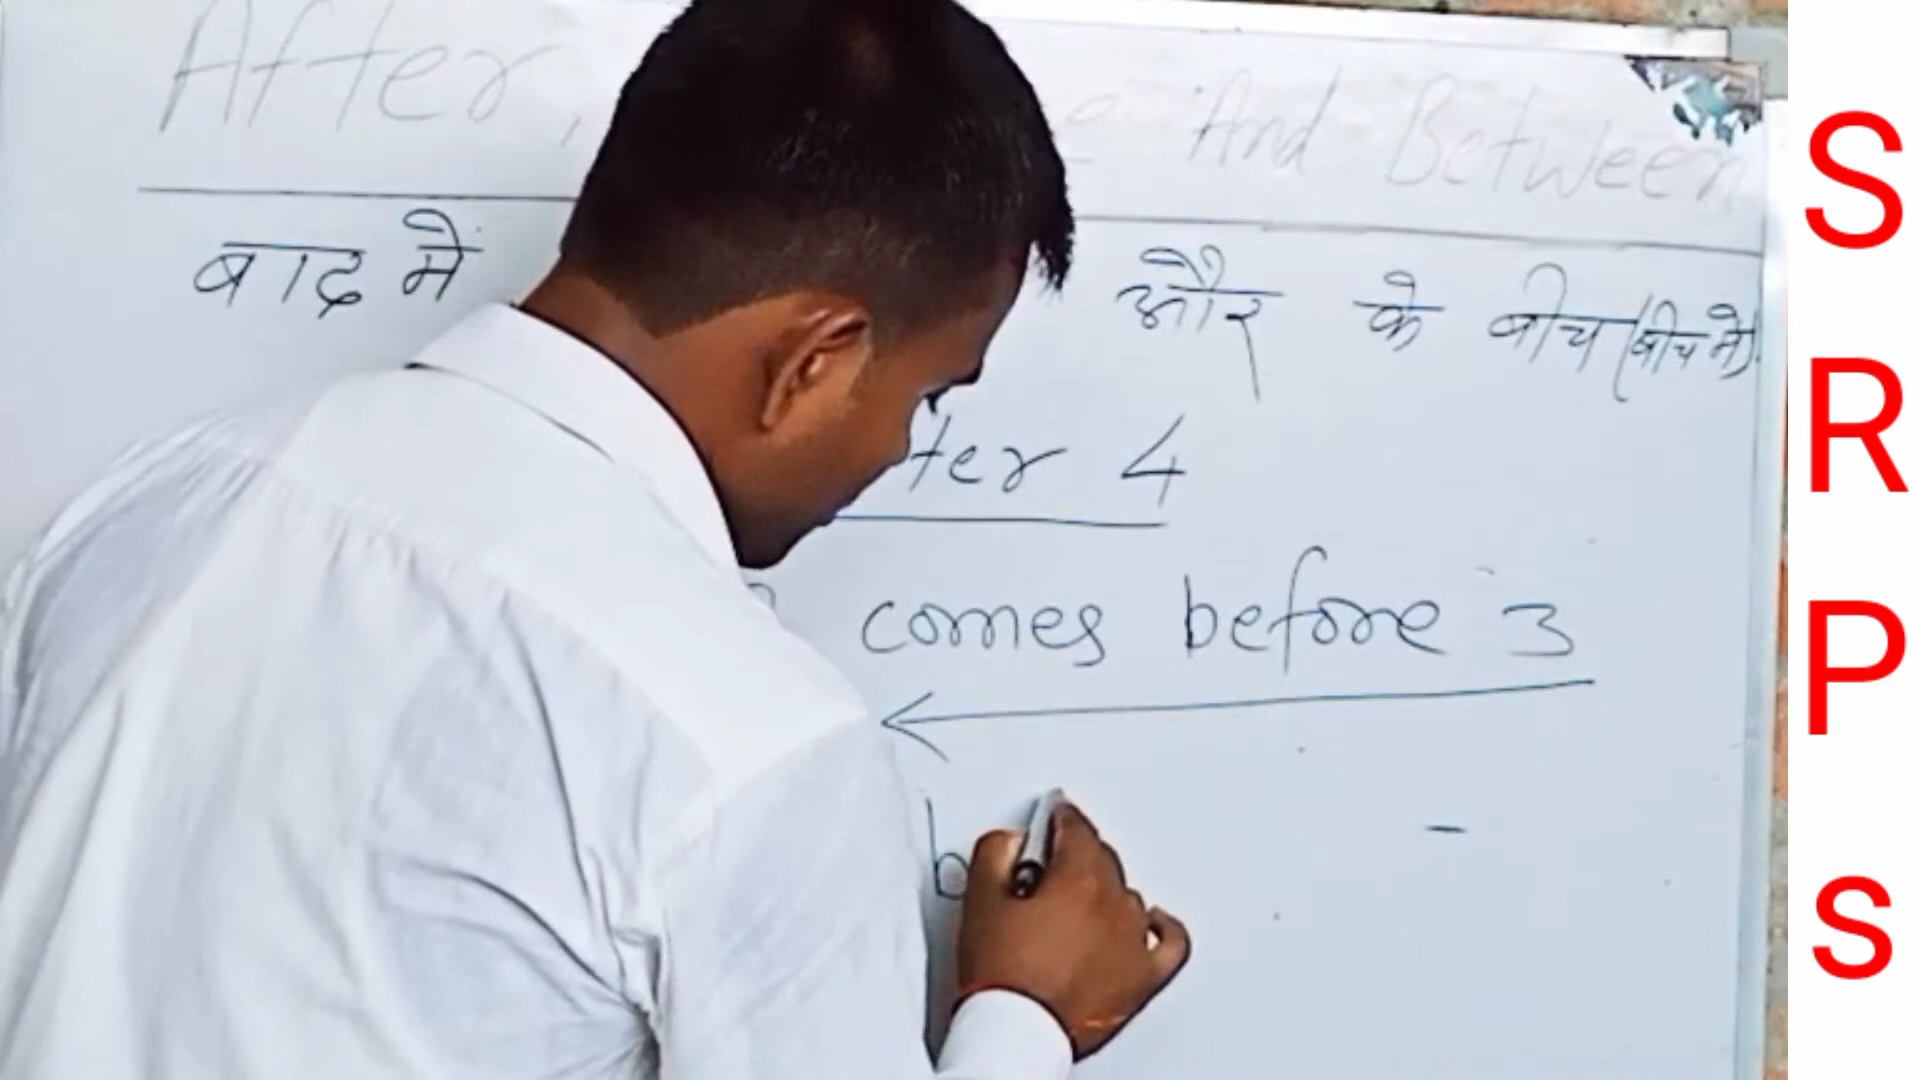 After, And Between
बाद में और के बीच (बीच में)
ter 4
comes before 3
b
S
R
P
s